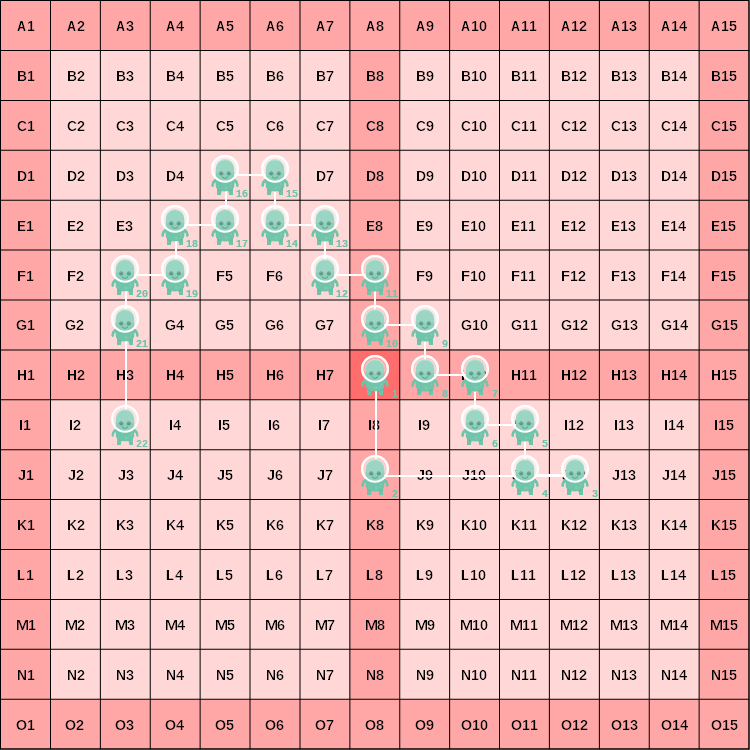 A1 A2 A3 A4 A5 A6 A7 A8 A9 A10 A11 A12 A13 A14 A15
B1 B2 B3 B4 B5 B6 B7 B8 B9 B10 B11 B12 B13 B14 B15
C1 C2 C3 C4 C5 C6 C7 C8 C9 C10 C11 C12 C13 C14 C15
D1 D2 D3 D4 D7 D8 D9 D10 D11 D12 D13 D14 D15
16 15
E1 E2 E3 E8 E9 E10 E11 E12 E13 E14 E15
18 17 14 13
F1 F2 F5 F6 F9 F10 F11 F12 F13 F14 F15
20 19 12 11
G1 G2 G4 G5 G6 G7 G10 G11 G12 G13 G14 G15
21 10 9
H1 H2 H3 H4 H5 H6 H7 H11 H12 H13 H14 H15
1 8 7
I1 I2 I4 I5 I6 I7 I8 I9 I12 I13 I14 I15
22 6 5
J1 J2 J3 J4 J5 J6 J7 J9 J10 J13 J14 J15
2 4 3
K1 K2 K3 K4 K5 K6 K7 K8 K9 K10 K11 K12 K13 K14 K15
L1 L2 L3 L4 L5 L6 L7 L8 L9 L10 L11 L12 L13 L14 L15
M1 M2 M3 M4 M5 M6 M7 M8 M9 M10 M11 M12 M13 M14 M15
N1 N2 N3 N4 N5 N6 N7 N8 N9 N10 N11 N12 N13 N14 N15
O1 O2 O3 O4 O5 O6 O7 O8 O9 O10 O11 O12 O13 O14 O15